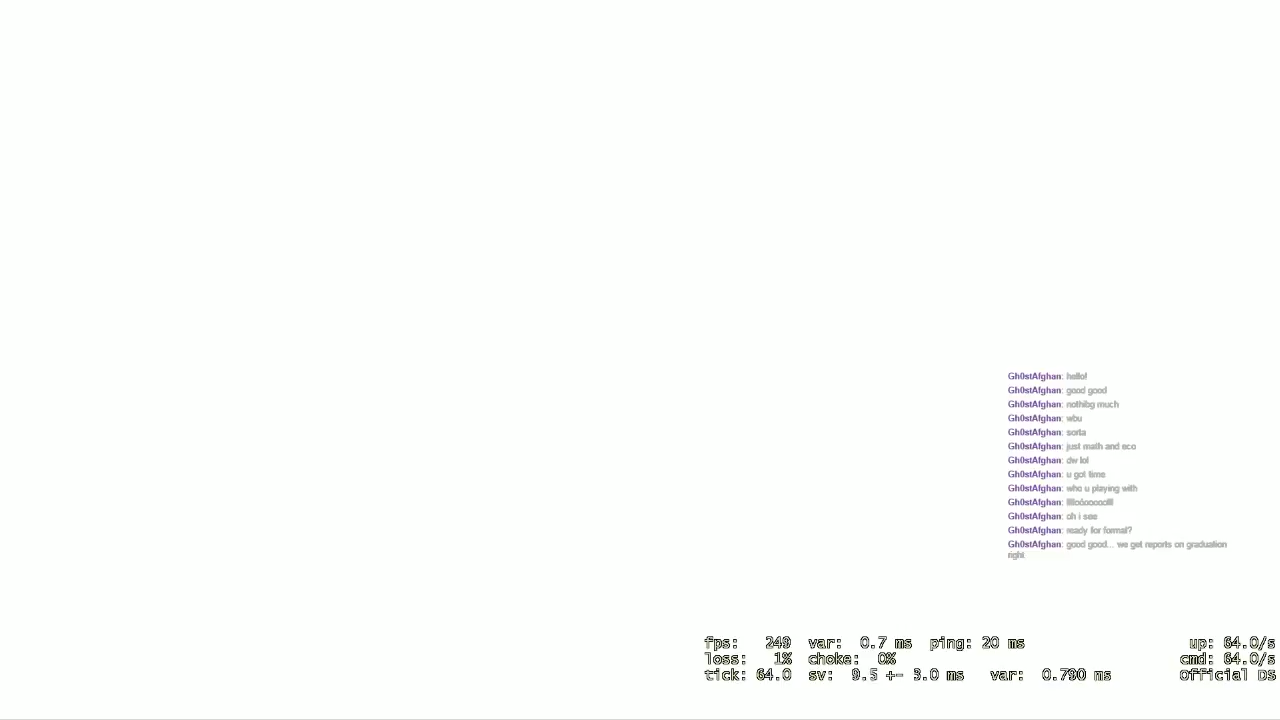 Gh0stAfghan: hello!
Gh0stAfghan: good good
Gh0stAfghan: nothibg much
Gh0stAfghan: wbu
Gh0stAfghan: sorta
Gh0stAfghan: just math and eco
Gh0stAfghan: dw lol
Gh0stAfghan: u got time
Gh0stAfghan: who u playing with
Gh0stAfghan:
Gh0stAfghan: oh i see
Gh0stAfghan: ready for formal?
Gh0stAfghan: good good... we get reports on graduation
right
fps: 249 var: 0.7 ms ping: 20 ms up: 64.0/s
loss: 1% choke: 0% cmd: 64.0/s
tick: 64.0 sv: 9.5 +- 3.0 ms var: 0.790 ms Official DS